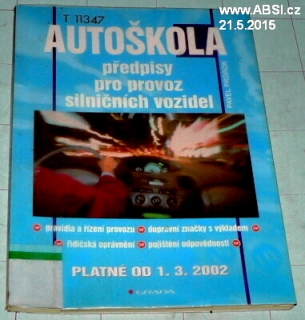 www.ABSI.cz
21.5.2015
T 11347
AUTOŠKOLA
předpisy
pro provoz
silničních vozidel
PAVEL
pravidla a řízení provozu
dopravní značky s výkladem
řidičská oprávnění
pojištění odpovědnosti
PLATNÉ OD 1. 3. 2002
GRADA